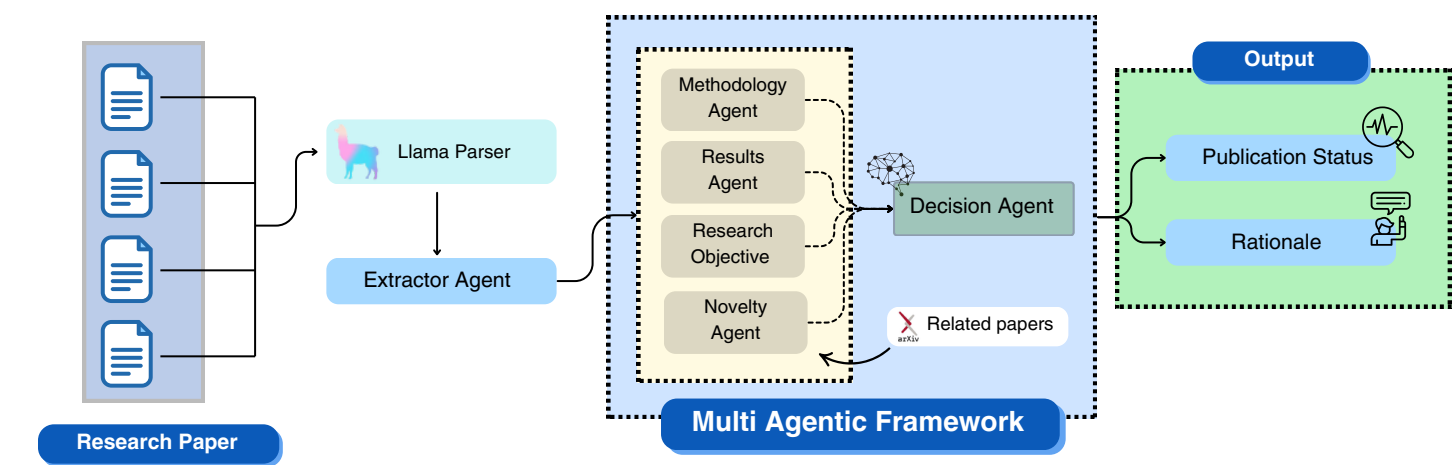 Research Paper
Llama Parser
Extractor Agent
Methodology
Agent
Results
Agent
Research
Objective
Novelty
Agent
Decision Agent
arXiv
Related papers
Multi Agentic Framework
Output
Publication Status
Rationale